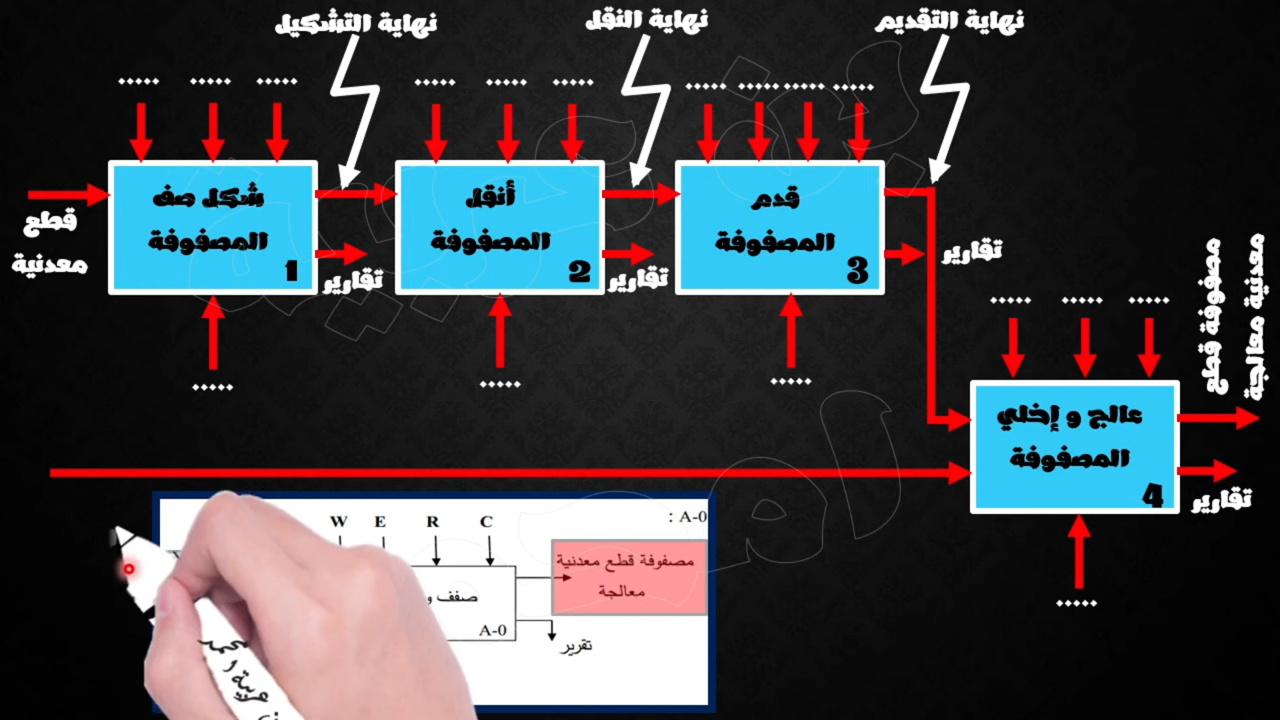 نهاية التشكيل
نهاية النقل
نهاية التقديم
.....
.....
.....
.....
.....
.....
.....
.....
.....
.....
قطع
معدنية
شكل صف
المصفوفة
1
تقارير
.....
أنقل
المصفوفة
2
تقارير
.....
قدم
المصفوفة
3
تقارير
.....
.....
.....
.....
مصفوفة قطع
معدنية معالجة
عالج و إخلي
المصفوفة
4
تقارير
.....
W E R C
A-0 :
مصفوفة قطع معدنية
معالجة
صفف و
A-0
تقرير